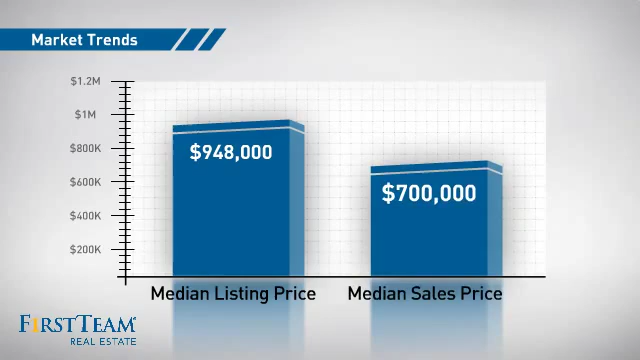 Market Trends
$1.2M
$1M
$800K
$600K
$400K
$200K
$948,000
$700,000
Median Listing Price
Median Sales Price
FIRSTTEAM®
REAL ESTATE